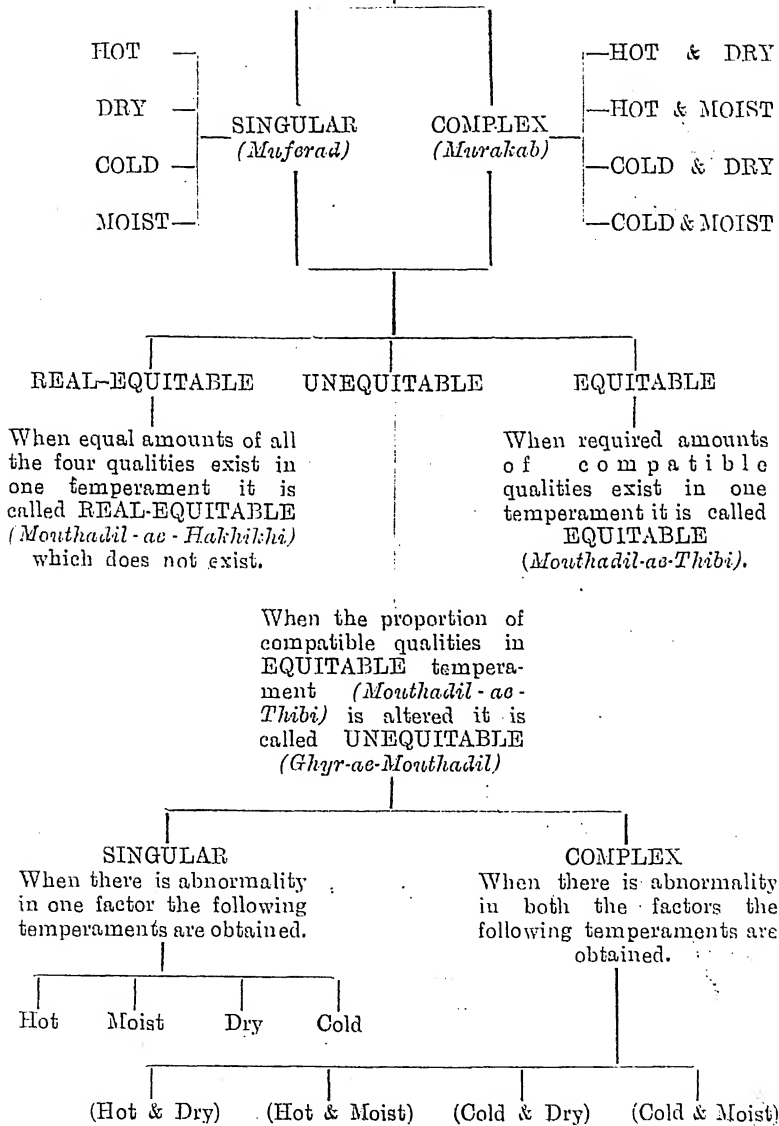 HOT
DRY
COLD
MOIST
SINGULAR
(Muferad)
COMPLEX
(Murakab)
HOT & DRY
HOT & MOIST
COLD & DRY
COLD & MOIST
REAL-EQUITABLE
When equal amounts of all
the four qualities exist in
one temperament it is
called REAL-EQUITABLE
(Mouthadil - ae - Hakhikhi)
which does not exist.
UNEQUITABLE
EQUITABLE
When required amounts
of compatible
qualities exist in one
temperament it is called
EQUITABLE
(Mouthadil-ae-Thibi).
When the proportion of
compatible qualities in
EQUITABLE tempera-
ment (Mouthadil - ae -
Thibi) is altered it is
called UNEQUITABLE
(Ghyr-ae-Mouthadil)
SINGULAR
When there is abnormality
in one factor the following
temperaments are obtained.
Hot Moist Dry Cold
COMPLEX
When there is abnormality
in both the factors the
following temperaments are
obtained.
(Hot & Dry) (Hot & Moist) (Cold & Dry) (Cold & Moist)